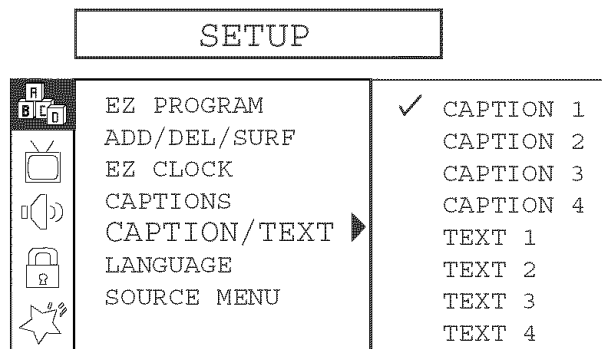 SETUP
A
B C D
EZ PROGRAM
ADD/DEL/SURF
EZ CLOCK
CAPTIONS
CAPTION/TEXT
LANGUAGE
SOURCE MENU
✓ CAPTION 1
CAPTION 2
CAPTION 3
CAPTION 4
TEXT 1
TEXT 2
TEXT 3
TEXT 4